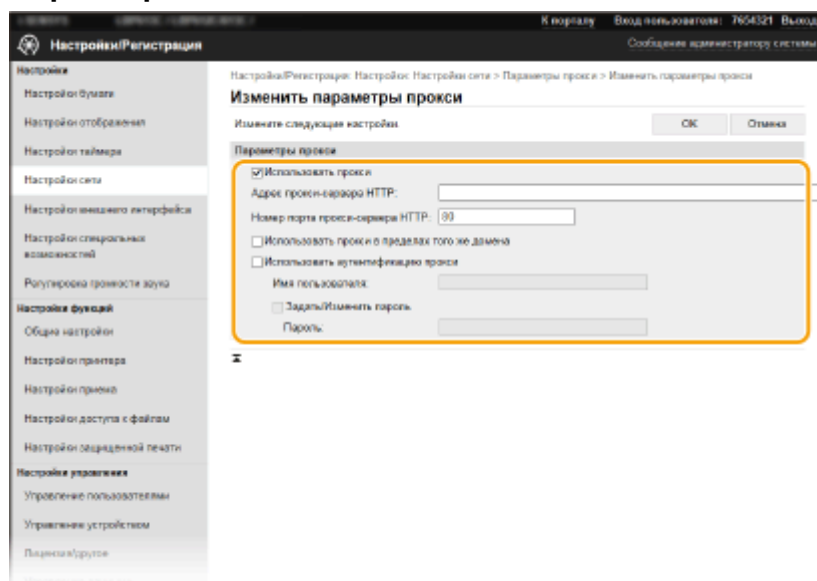 К порталу Вход пользователя: 7654321 Выход
Настройки/Регистрация
Сообщение администратору системы
Настройки
Настройки бумаги
Настройки отображения
Настройки таймера
Настройки сети
Настройки внешнего интерфейса
Настройки специальных
возможностей
Регулировка громкости звука
Настройки функций
Общие настройки
Настройки принтера
Настройки приема
Настройки доступа к файлам
Настройки защищенной печати
Настройки управления
Управление пользователями
Управление устройством
Лицензия/другое
Настройки/Регистрация: Настройки: Настройки сети > Параметры прокси > Изменить параметры прокси
Изменить параметры прокси
Измените следующие настройки.
OK Отмена
Параметры прокси
Использовать прокси
Адрес прокси-сервера HTTP:
Номер порта прокси-сервера HTTP: 80
Использовать прокси в пределах того же домена
Использовать аутентификацию прокси
Имя пользователя:
Задать/Изменить пароль
Пароль: